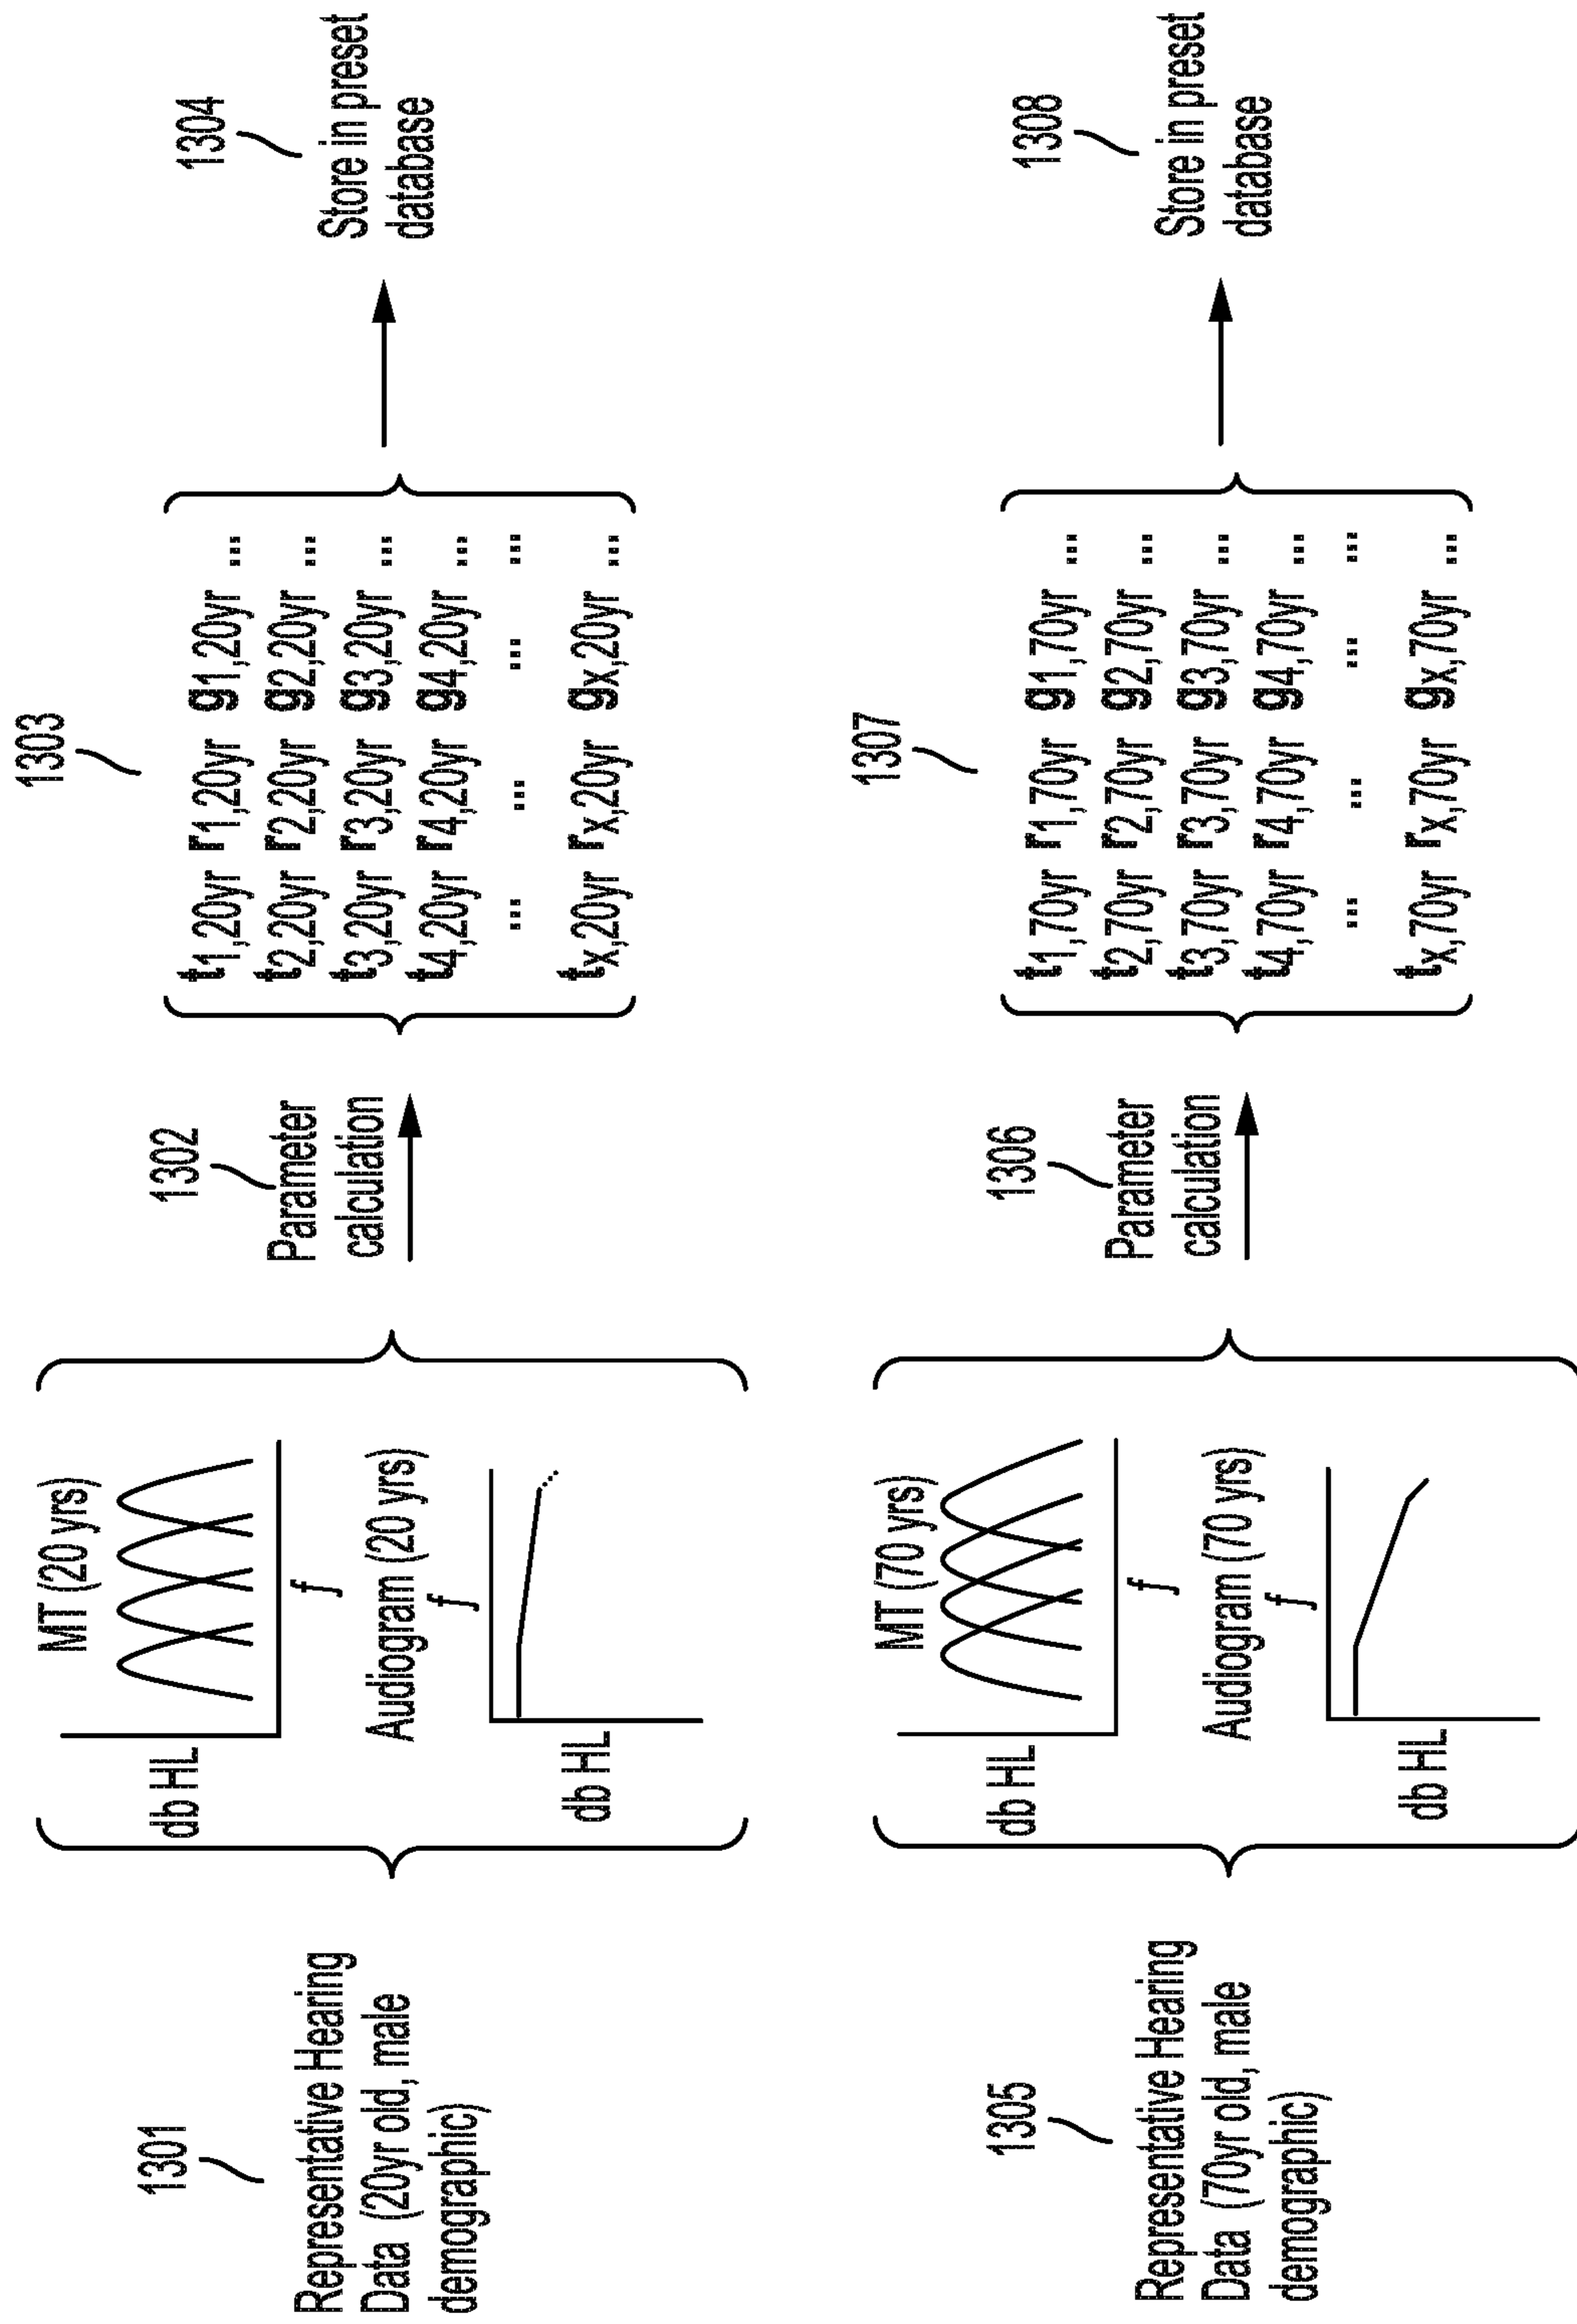 1301
Representative Hearing
Data (20yr old, male
demographic)
MT (20 yrs)
db HL
f
Audiogram (20 yrs)
f
db HL
1302
Parameter
calculation
1303
t1,20yr r1,20yr g1,20yr ...
t2,20yr r2,20yr g2,20yr ...
t3,20yr r3,20yr g3,20yr ...
t4,20yr r4,20yr g4,20yr ...
... ... ... ...
tx,20yr rx,20yr gx,20yr ...
1304
Store in preset
database
1305
Representative Hearing
Data (70yr old, male
demographic)
MT (70 yrs)
db HL
f
Audiogram (70 yrs)
f
db HL
1306
Parameter
calculation
1307
t1,70yr r1,70yr g1,70yr ...
t2,70yr r2,70yr g2,70yr ...
t3,70yr r3,70yr g3,70yr ...
t4,70yr r4,70yr g4,70yr ...
... ... ... ...
tx,70yr rx,70yr gx,70yr ...
1308
Store in preset
database